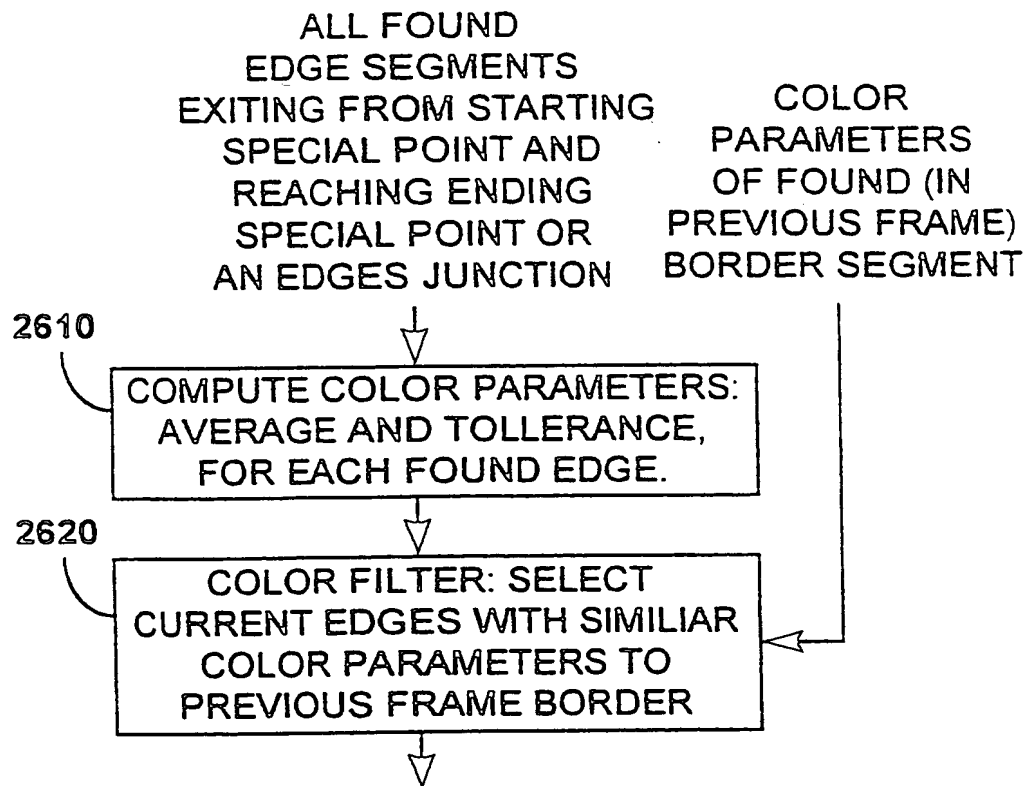 ALL FOUND
EDGE SEGMENTS
EXITING FROM STARTING
SPECIAL POINT AND
REACHING ENDING
SPECIAL POINT OR
AN EDGES JUNCTION
COLOR
PARAMETERS
OF FOUND (IN
PREVIOUS FRAME)
BORDER SEGMENT
2610
COMPUTE COLOR PARAMETERS:
AVERAGE AND TOLLERANCE,
FOR EACH FOUND EDGE.
2620
COLOR FILTER: SELECT
CURRENT EDGES WITH SIMILIAR
COLOR PARAMETERS TO
PREVIOUS FRAME BORDER